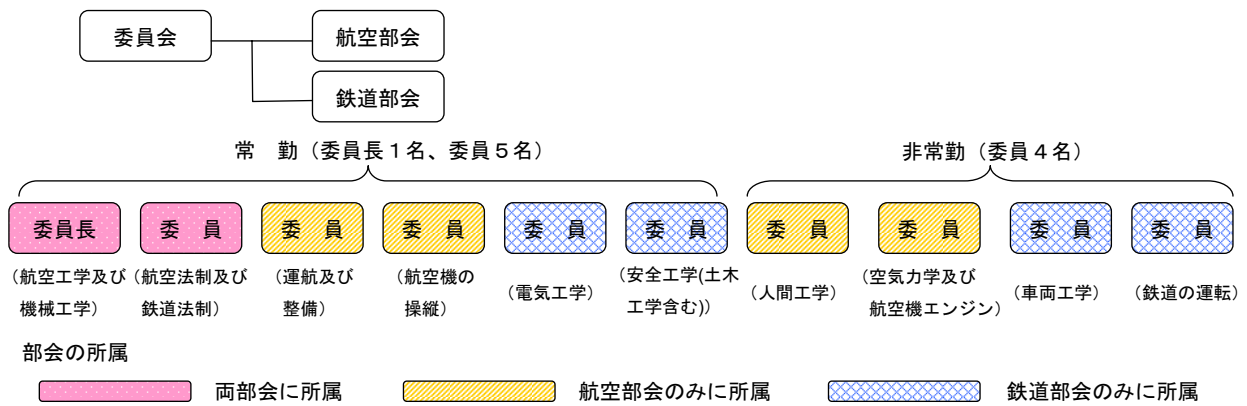 委員会
航空部会
鉄道部会
常　勤（委員長１名、委員５名）
非常勤（委員４名）
委員長
委　員
委　員
委　員
委　員
委　員
委　員
委　員
委　員
委　員
（航空工学及び
機械工学）
（航空法制及び
鉄道法制）
（運航及び
整備）
（航空機の
操縦）
（電気工学）
（安全工学(土木
工学含む)）
（人間工学）
（空気力学及び
航空機エンジン）
（車両工学）
（鉄道の運転）
部会の所属
両部会に所属
航空部会のみに所属
鉄道部会のみに所属